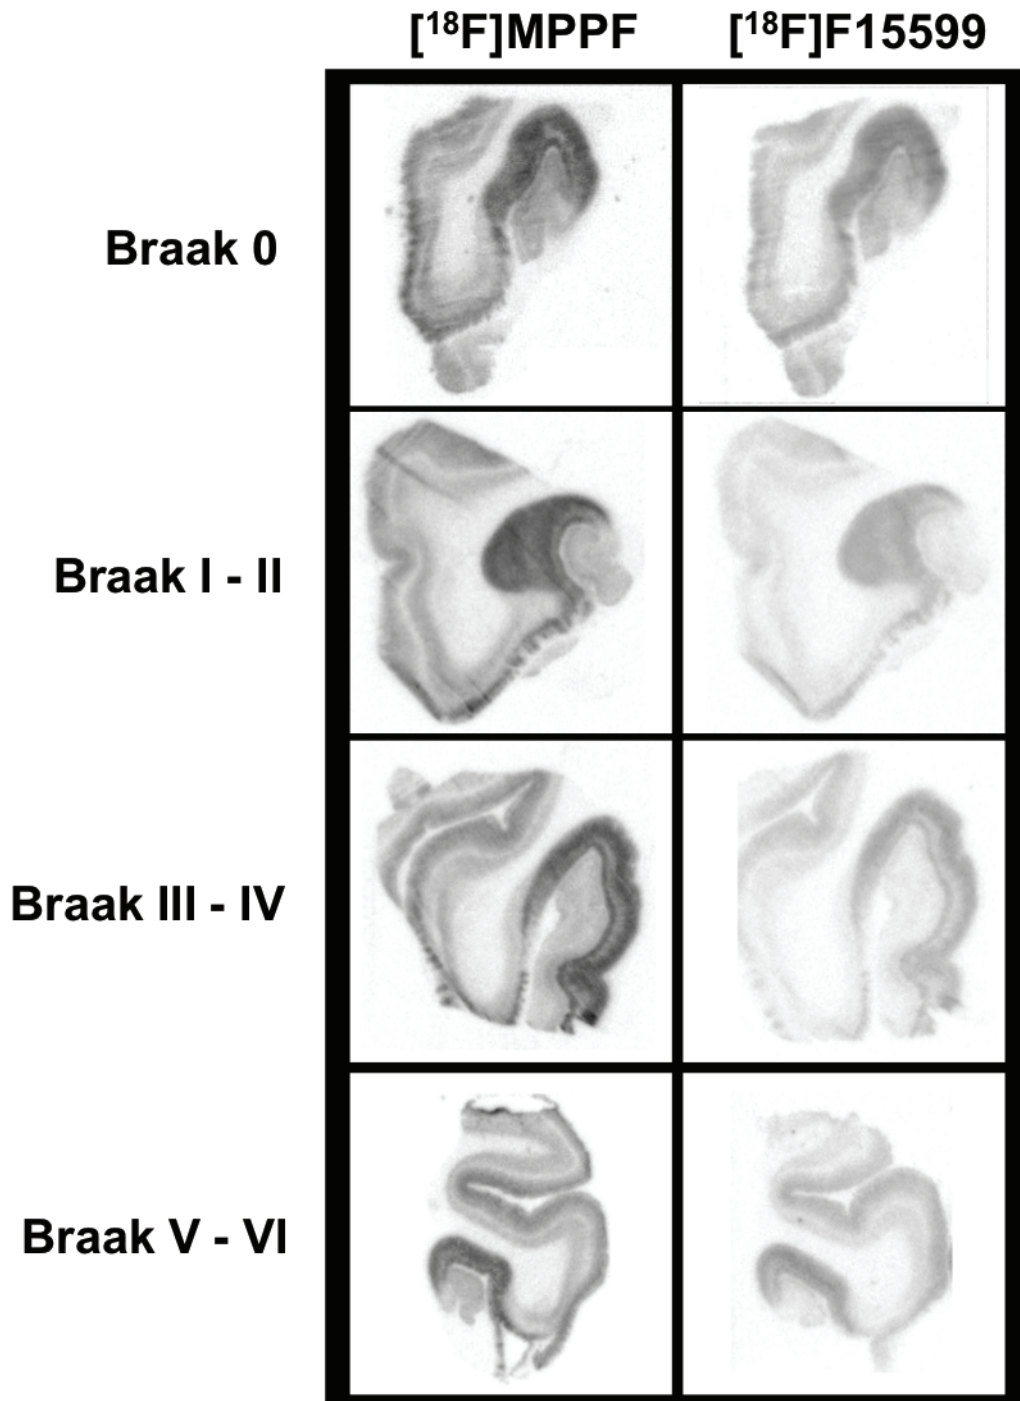 [¹⁸F]MPPF [¹⁸F]F15599
Braak 0
Braak I - II
Braak III - IV
Braak V - VI